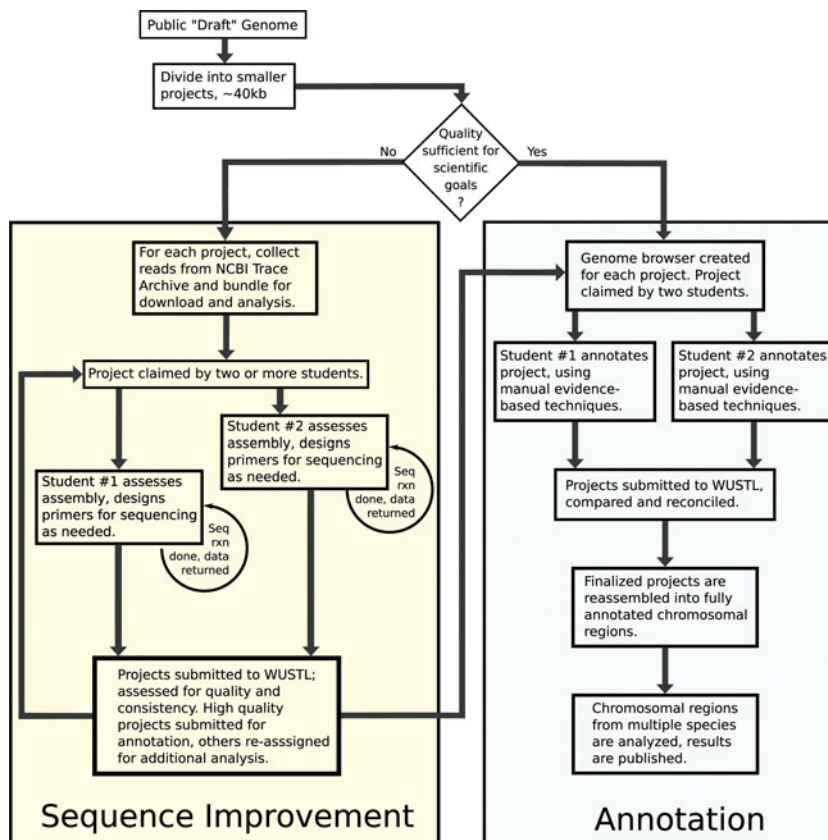 Public "Draft" Genome
Divide into smaller
projects, ~40kb
Quality
sufficient for
scientific
goals
?
No
Yes
For each project, collect
reads from NCBI Trace
Archive and bundle for
download and analysis.
Project claimed by two or more students.
Student #2 assesses
assembly, designs
primers for sequencing
as needed.
Seq
rxn
done, data
returned
Student #1 assesses
assembly, designs
primers for sequencing
as needed.
Seq
rxn
done, data
returned
Projects submitted to WUSTL;
assessed for quality and
consistency. High quality
projects submitted for
annotation, others re-asssigned
for additional analysis.
Sequence Improvement
Genome browser created
for each project. Project
claimed by two students.
Student #1 annotates
project, using
manual evidence-
based techniques.
Student #2 annotates
project, using
manual evidence-
based techniques.
Projects submitted to WUSTL,
compared and reconciled.
Finalized projects are
reassembled into fully
annotated chromosomal
regions.
Chromosomal regions
from multiple species
are analyzed, results
are published.
Annotation